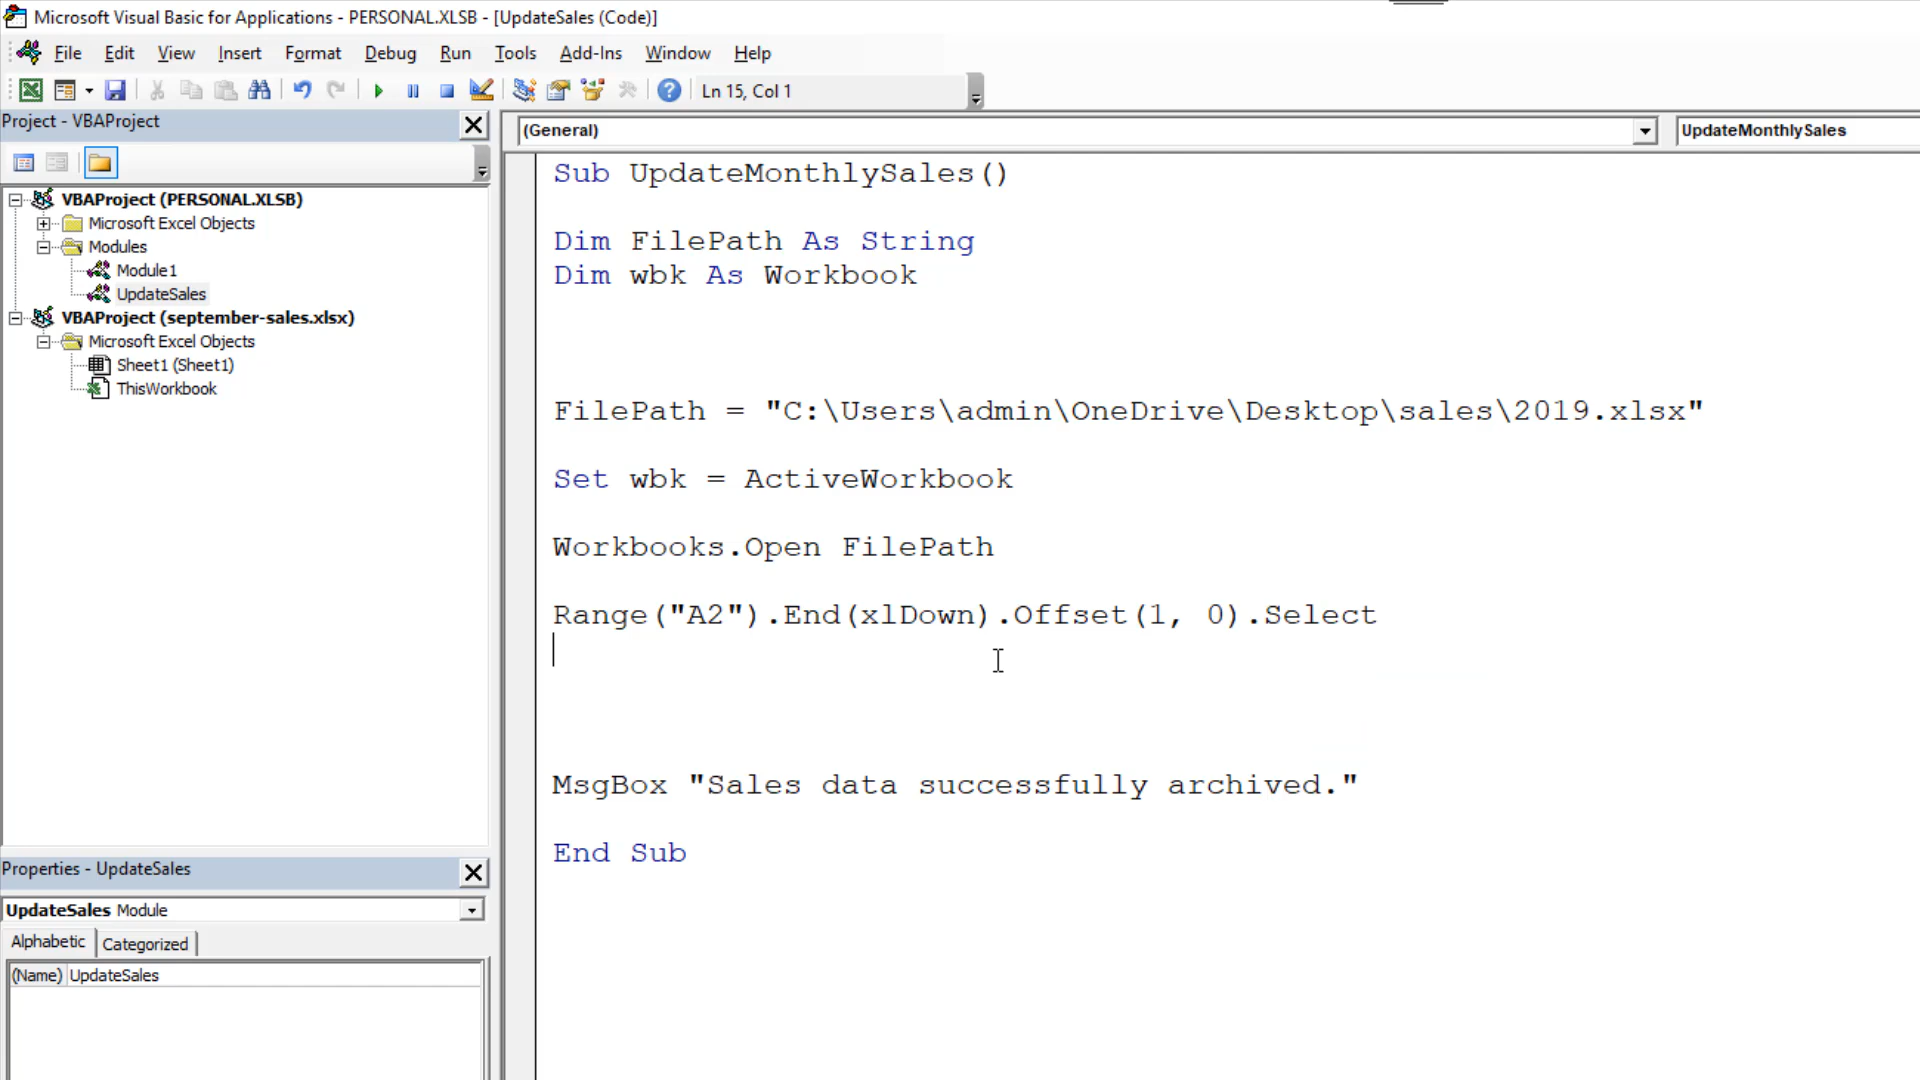 Microsoft Visual Basic for Applications - PERSONAL.XLSB - [UpdateSales (Code)]
File Edit View Insert Format Debug Run Tools Add-Ins Window Help
Ln 15, Col 1
Project - VBAProject
VBAProject (PERSONAL.XLSB)
Microsoft Excel Objects
Modules
Module1
UpdateSales
VBAProject (september-sales.xlsx)
Microsoft Excel Objects
Sheet1 (Sheet1)
ThisWorkbook
Properties - UpdateSales
UpdateSales Module
Alphabetic Categorized
(Name) UpdateSales
(General) UpdateMonthlySales
Sub UpdateMonthlySales()
Dim FilePath As String
Dim wbk As Workbook
FilePath = "C:\Users\admin\OneDrive\Desktop\sales\2019.xlsx"
Set wbk = ActiveWorkbook
Workbooks.Open FilePath
Range("A2").End(xlDown).Offset(1, 0).Select
MsgBox "Sales data successfully archived."
End Sub